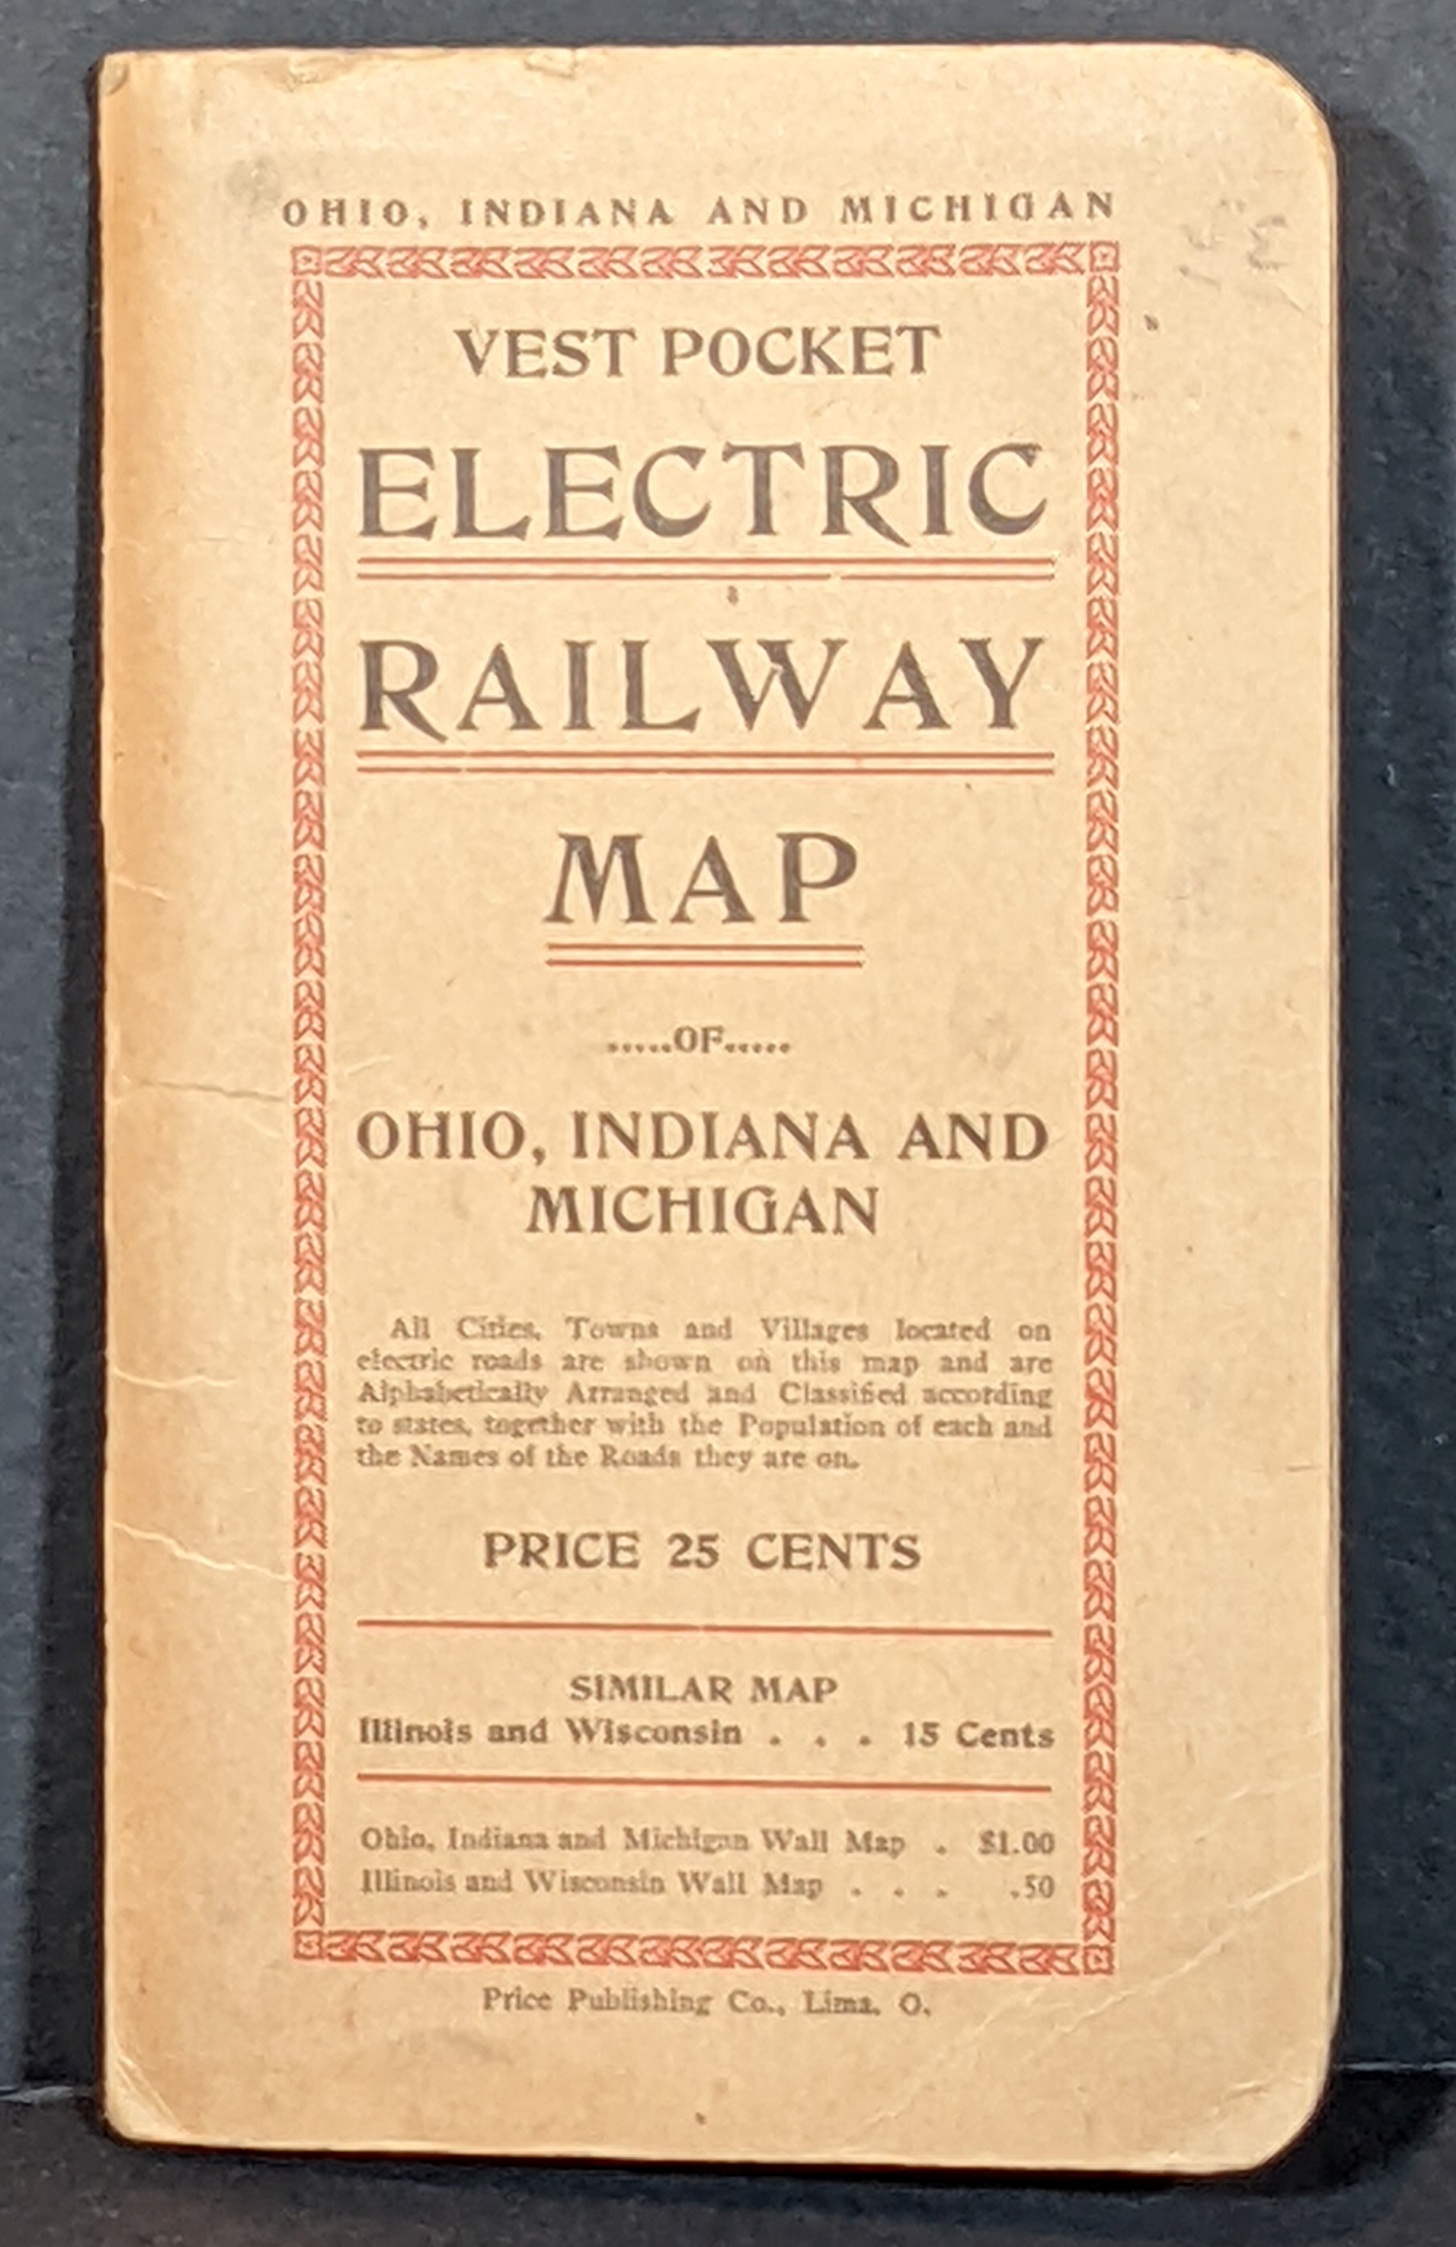 OHIO, INDIANA AND MICHIGAN
VEST POCKET
ELECTRIC
RAILWAY
MAP
.....OF.....
OHIO, INDIANA AND
MICHIGAN
All Cities, Towns and Villages located on
electric roads are shown on this map and are
Alphabetically Arranged and Classified according
to states, together with the Population of each and
the Names of the Roads they are on.
PRICE 25 CENTS
SIMILAR MAP
Illinois and Wisconsin . . . 15 Cents
Ohio, Indiana and Michigan Wall Map . $1.00
Illinois and Wisconsin Wall Map . . . .50
Price Publishing Co., Lima, O.